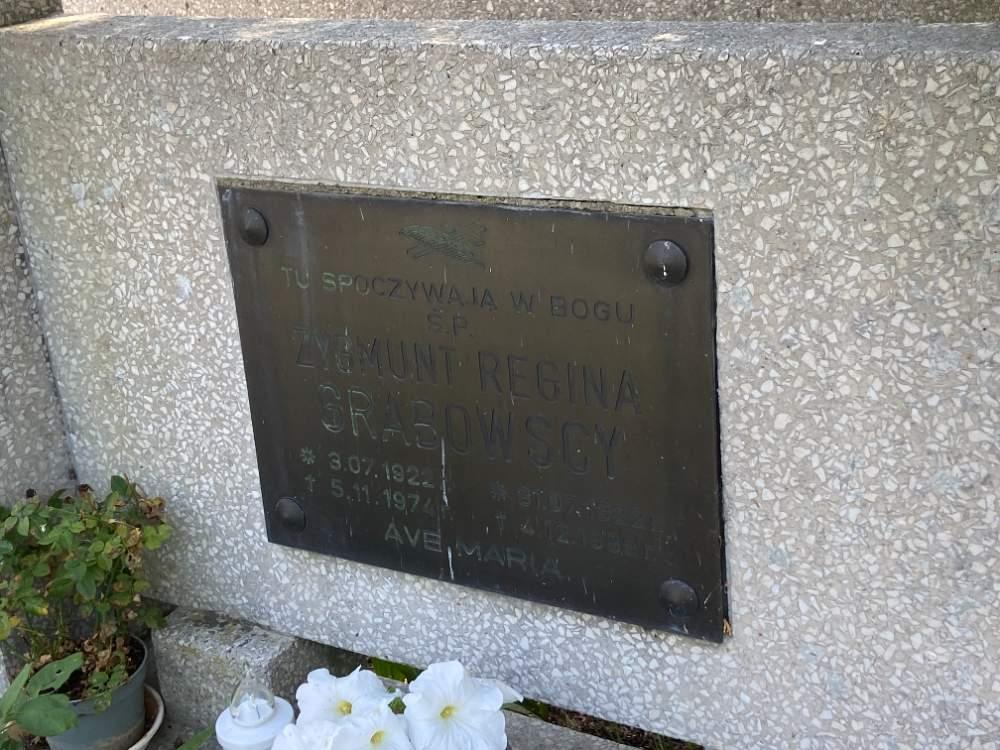 TU SPOCZYWAJĄ W BOGU
Ś.P.
ZYGMUNT REGINA
GRABOWSCY
* 3.07.1922
† 5.11.1974
AVE MARIA